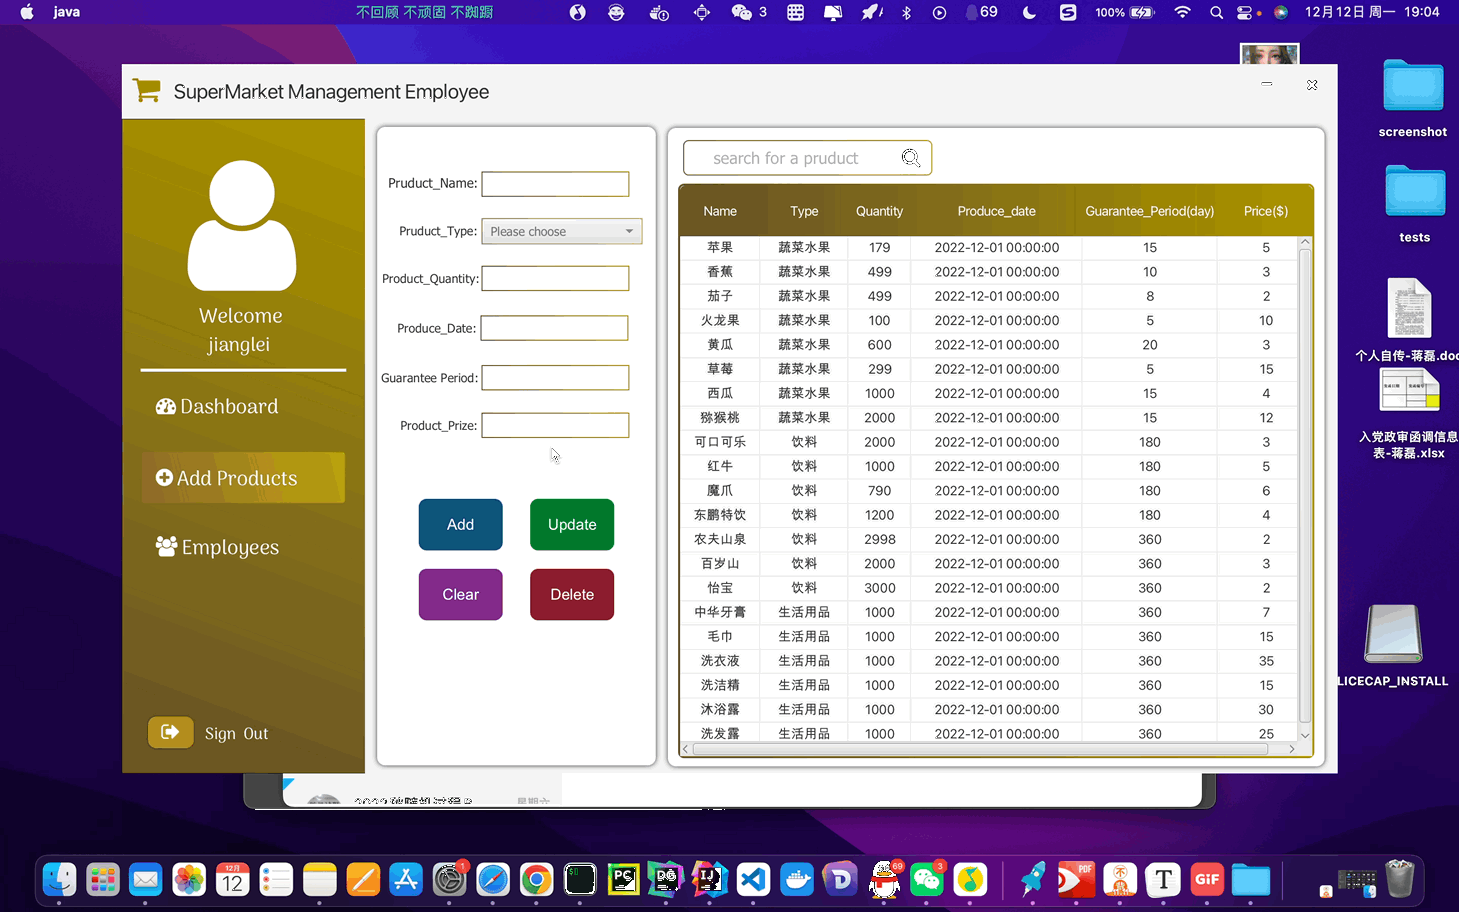 java
不回顾 不顽固 不踟蹰
3
69
100%
12月12日 周一 19:04
SuperMarket Management Employee
Welcome
jianglei
Dashboard
Add Products
Employees
Sign Out
Pruduct_Name:
Pruduct_Type: Please choose
Product_Quantity:
Produce_Date:
Guarantee Period:
Product_Prize:
Add Update
Clear Delete
search for a pruduct
Name Type Quantity Produce_date Guarantee_Period(day) Price($)
苹果 蔬菜水果 179 2022-12-01 00:00:00 15 5
香蕉 蔬菜水果 499 2022-12-01 00:00:00 10 3
茄子 蔬菜水果 499 2022-12-01 00:00:00 8 2
火龙果 蔬菜水果 100 2022-12-01 00:00:00 5 10
黄瓜 蔬菜水果 600 2022-12-01 00:00:00 20 3
草莓 蔬菜水果 299 2022-12-01 00:00:00 5 15
西瓜 蔬菜水果 1000 2022-12-01 00:00:00 15 4
猕猴桃 蔬菜水果 2000 2022-12-01 00:00:00 15 12
可口可乐 饮料 2000 2022-12-01 00:00:00 180 3
红牛 饮料 1000 2022-12-01 00:00:00 180 5
魔爪 饮料 790 2022-12-01 00:00:00 180 6
东鹏特饮 饮料 1200 2022-12-01 00:00:00 180 4
农夫山泉 饮料 2998 2022-12-01 00:00:00 360 2
百岁山 饮料 2000 2022-12-01 00:00:00 360 3
怡宝 饮料 3000 2022-12-01 00:00:00 360 2
中华牙膏 生活用品 1000 2022-12-01 00:00:00 360 7
毛巾 生活用品 1000 2022-12-01 00:00:00 360 15
洗衣液 生活用品 1000 2022-12-01 00:00:00 360 35
洗洁精 生活用品 1000 2022-12-01 00:00:00 360 15
沐浴露 生活用品 1000 2022-12-01 00:00:00 360 30
洗发露 生活用品 1000 2022-12-01 00:00:00 360 25
screenshot
tests
个人自传-蒋磊.doc
入党政审函调信息
表-蒋磊.xlsx
LICECAP_INSTALL
12月
12
1
PC
DG
IJ
69
3
PDF
T
GIF